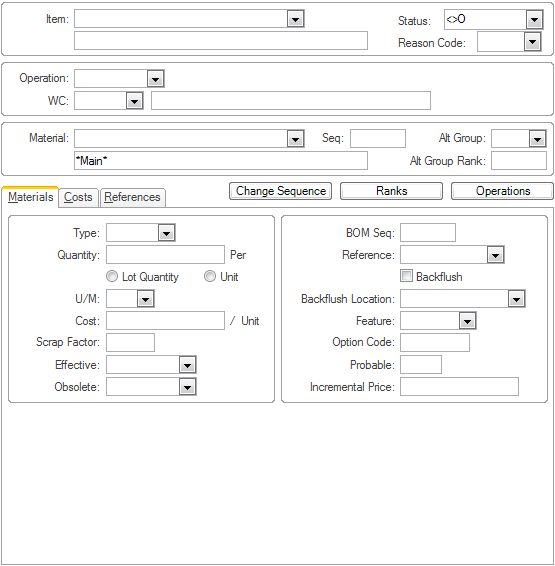 Item: Status: <>O
Reason Code:
Operation:
WC:
Material: Seq: Alt Group:
*Main* Alt Group Rank:
Materials Costs References Change Sequence Ranks Operations
Type: BOM Seq:
Quantity: Per Reference:
Lot Quantity Unit Backflush
U/M: Backflush Location:
Cost: / Unit Feature:
Scrap Factor: Option Code:
Effective: Probable:
Obsolete: Incremental Price: